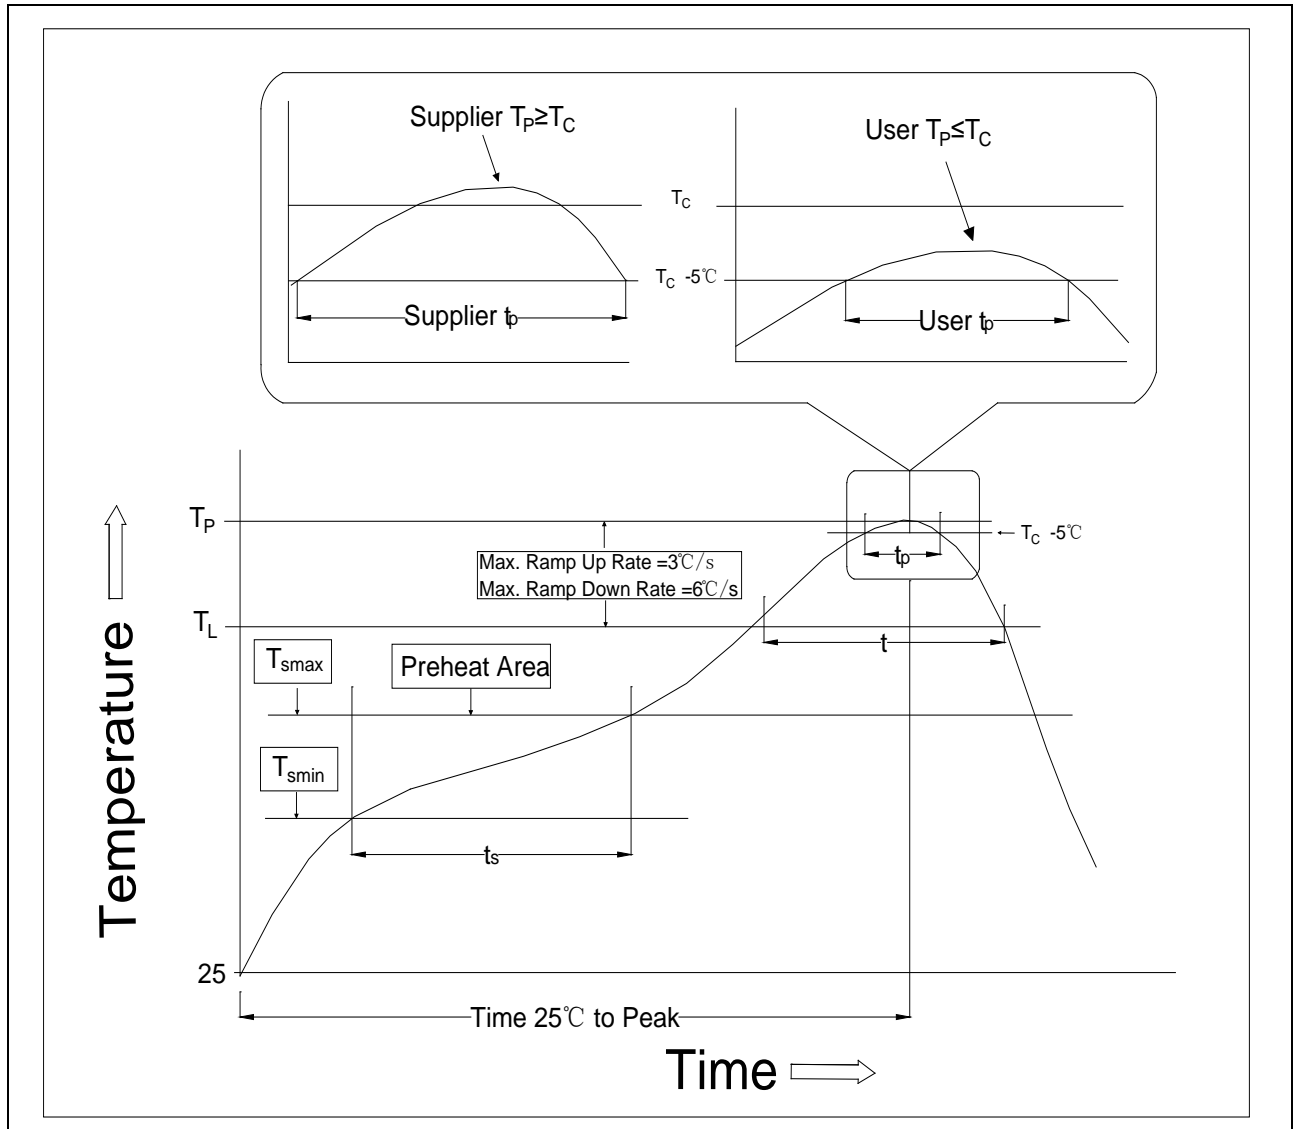 Supplier TP≥TC
User TP≤TC
TC
TC -5℃
Supplier tp
User tp
TP
TC -5℃
tp
Max. Ramp Up Rate =3℃/s
Max. Ramp Down Rate =6℃/s
TL
t
Tsmax
Preheat Area
Tsmin
ts
Temperature
25
Time 25℃ to Peak
Time